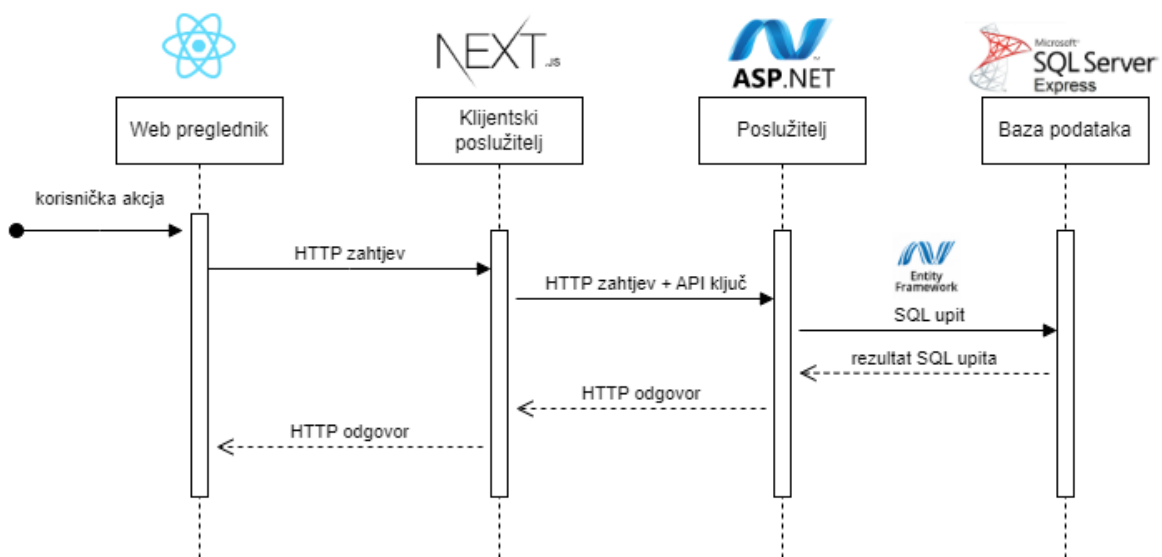 NEXT
.JS
ASP.NET
Microsoft
SQL Server
Express
Web preglednik
Klijentski
poslužitelj
Poslužitelj
Baza podataka
korisnička akcja
HTTP zahtjev
HTTP zahtjev + API ključ
Entity
Framework
SQL upit
rezultat SQL upita
HTTP odgovor
HTTP odgovor